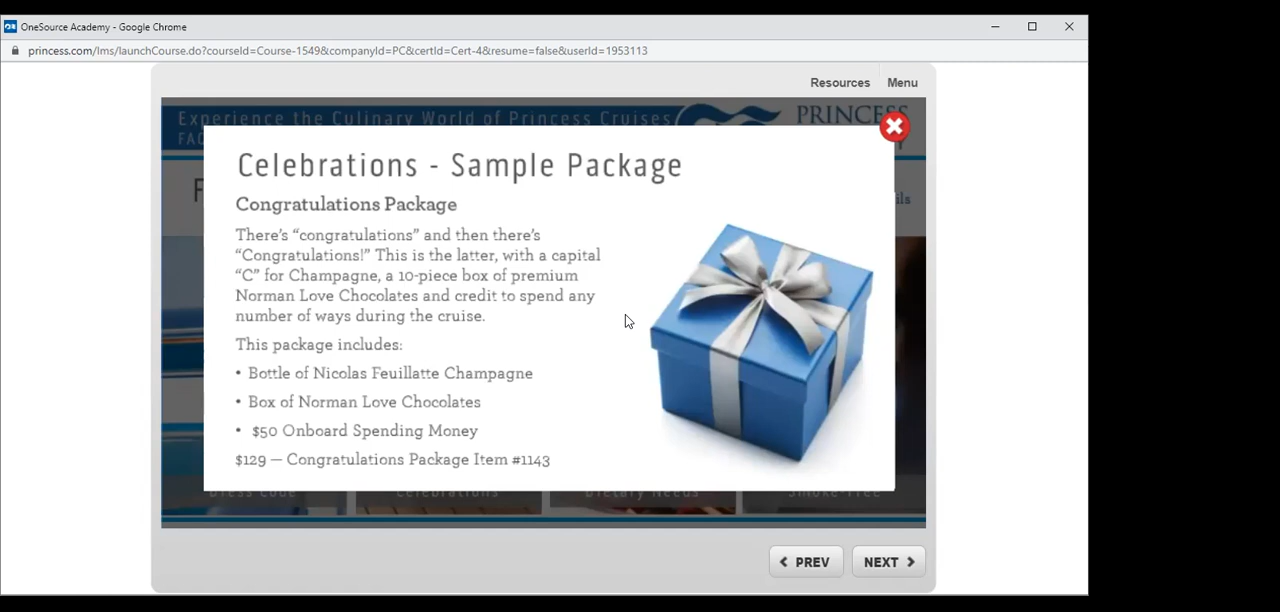 OneSource Academy - Google Chrome
princess.com/lms/launchCourse.do?courseId=Course-1549&companyId=PC&certId=Cert-4&resume=false&userId=1953113
Resources Menu
Experience the Culinary World of Princess Cruises
PRINCESS
Celebrations - Sample Package
Congratulations Package
There's "congratulations" and then there's
"Congratulations!" This is the latter, with a capital
"C" for Champagne, a 10-piece box of premium
Norman Love Chocolates and credit to spend any
number of ways during the cruise.
This package includes:
• Bottle of Nicolas Feuillatte Champagne
• Box of Norman Love Chocolates
• $50 Onboard Spending Money
$129 — Congratulations Package Item #1143
Dress Code Celebrations Dietary Needs Smoke-Free
PREV NEXT